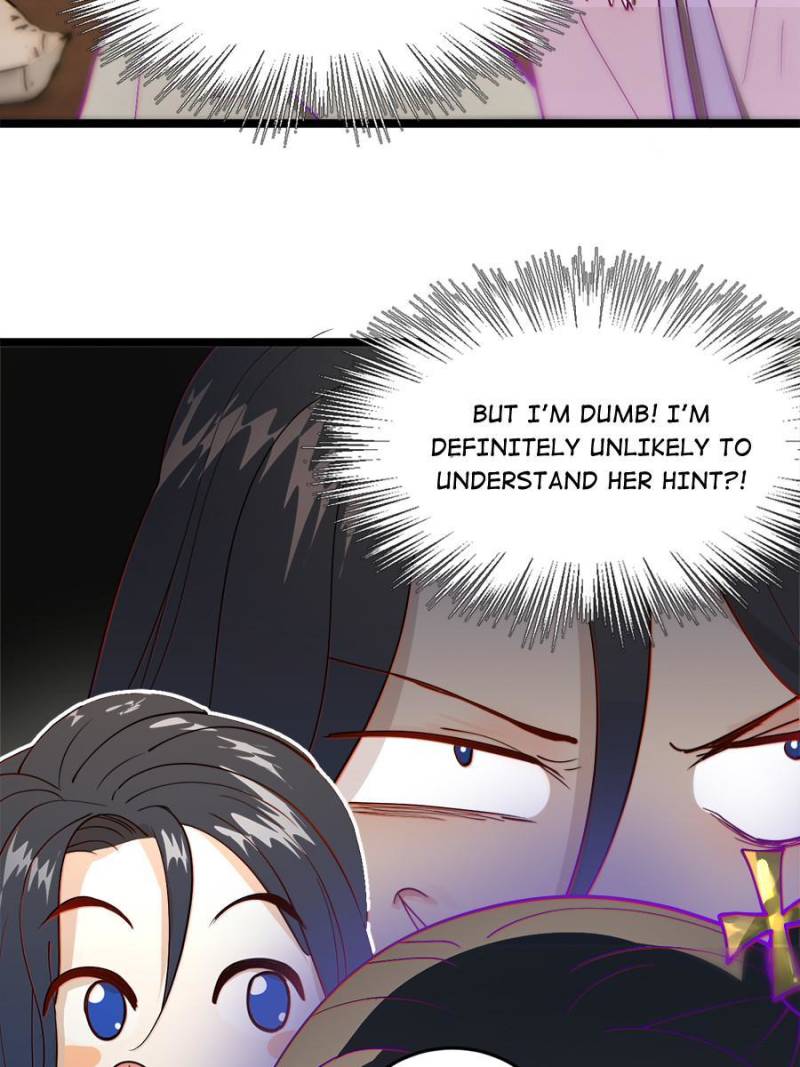 BUT I'M DUMB! I'M
DEFINITELY UNLIKELY TO
UNDERSTAND HER HINT?!